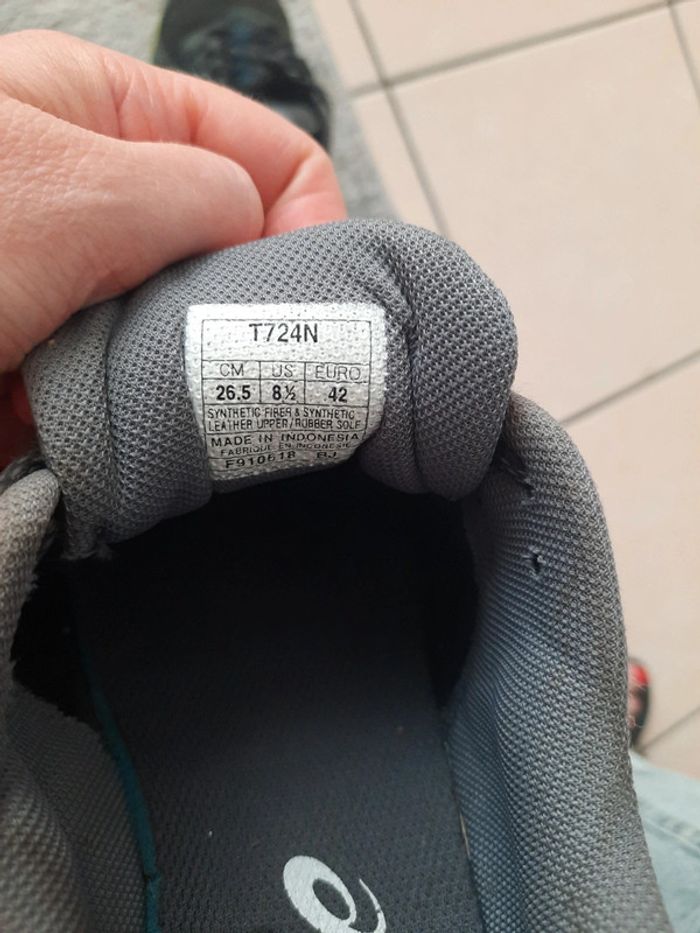 T724N
CM US EURO
26.5 8½ 42
SYNTHETIC FIBER & SYNTHETIC
LEATHER UPPER/RUBBER SOLE
MADE IN INDONESIA
FABRIQUE EN INDONESIE
F910618 BJ